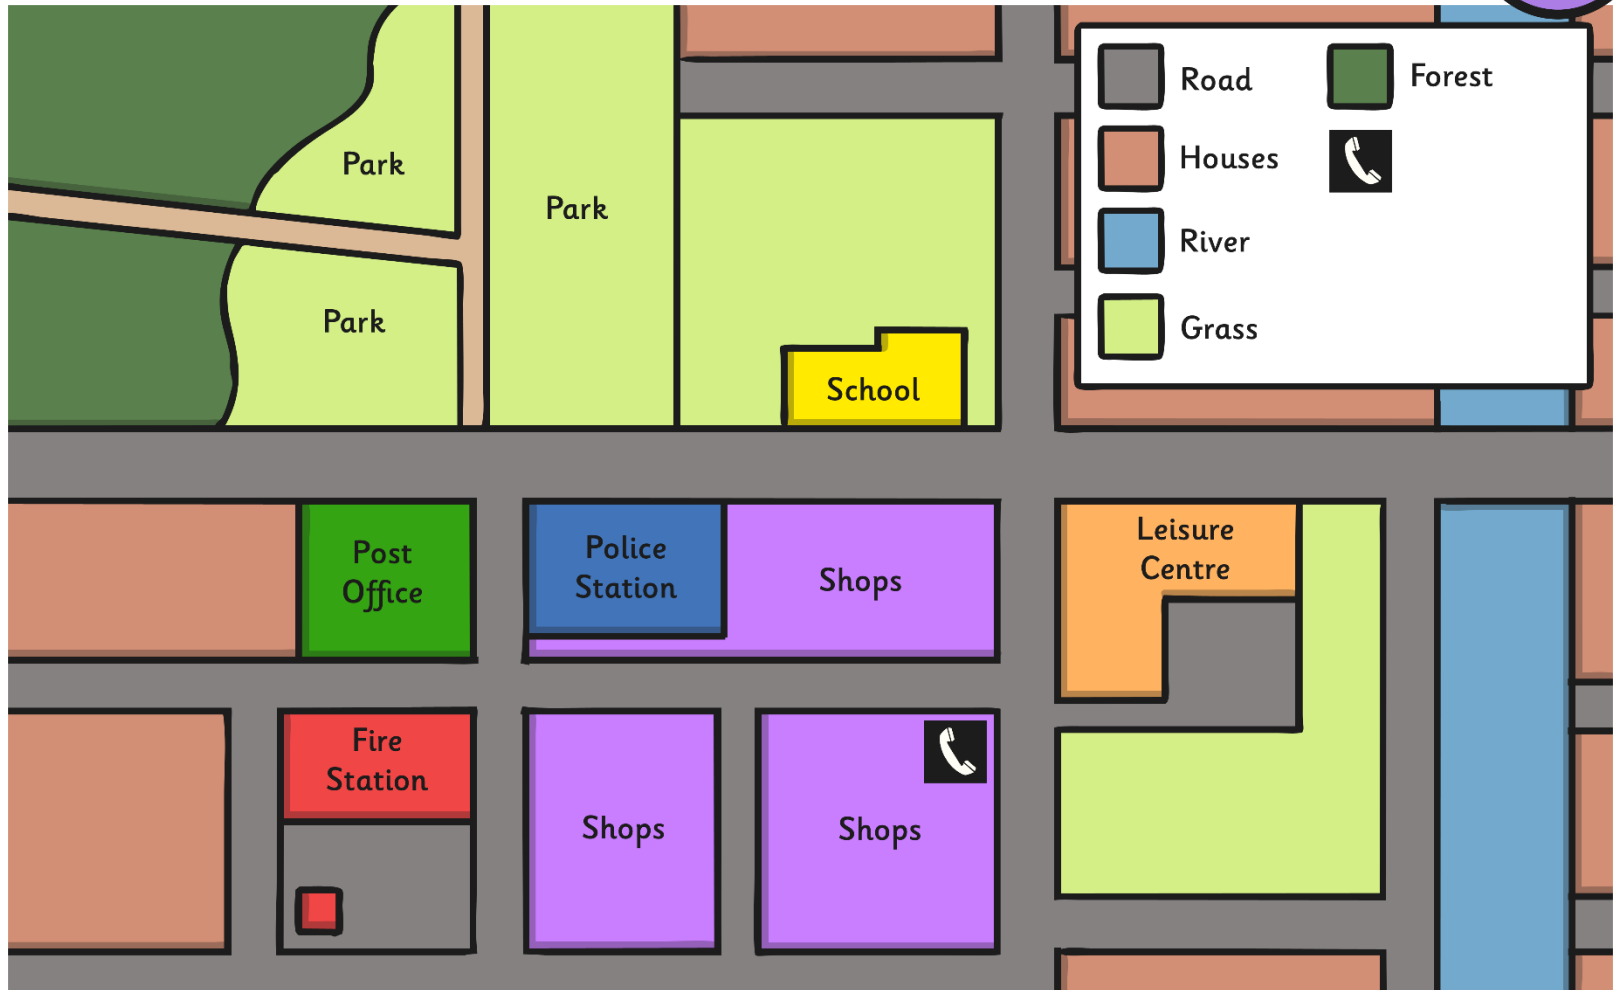 Road
Forest
Houses
River
Grass
Park
Park
Park
School
Post
Office
Police
Station
Shops
Leisure
Centre
Fire
Station
Shops
Shops